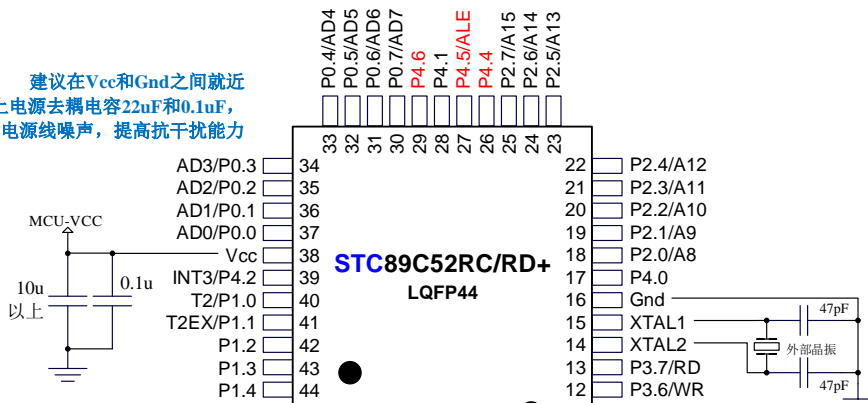 建议在Vcc和Gnd之间就近
上电源去耦电容22uF和0.1uF,
电源线噪声，提高抗干扰能力
P0.4/AD4
P0.5/AD5
P0.6/AD6
P0.7/AD7
P4.6
P4.1
P4.5/ALE
P4.4
P2.7/A15
P2.6/A14
P2.5/A13
33
32
31
30
29
28
27
26
25
24
23
AD3/P0.3 34
AD2/P0.2 35
AD1/P0.1 36
AD0/P0.0 37
Vcc 38
INT3/P4.2 39
T2/P1.0 40
T2EX/P1.1 41
P1.2 42
P1.3 43
P1.4 44
MCU-VCC
10u
以上
0.1u
STC89C52RC/RD+
LQFP44
22 P2.4/A12
21 P2.3/A11
20 P2.2/A10
19 P2.1/A9
18 P2.0/A8
17 P4.0
16 Gnd
15 XTAL1
14 XTAL2
13 P3.7/RD
12 P3.6/WR
47pF
外部晶振
47pF